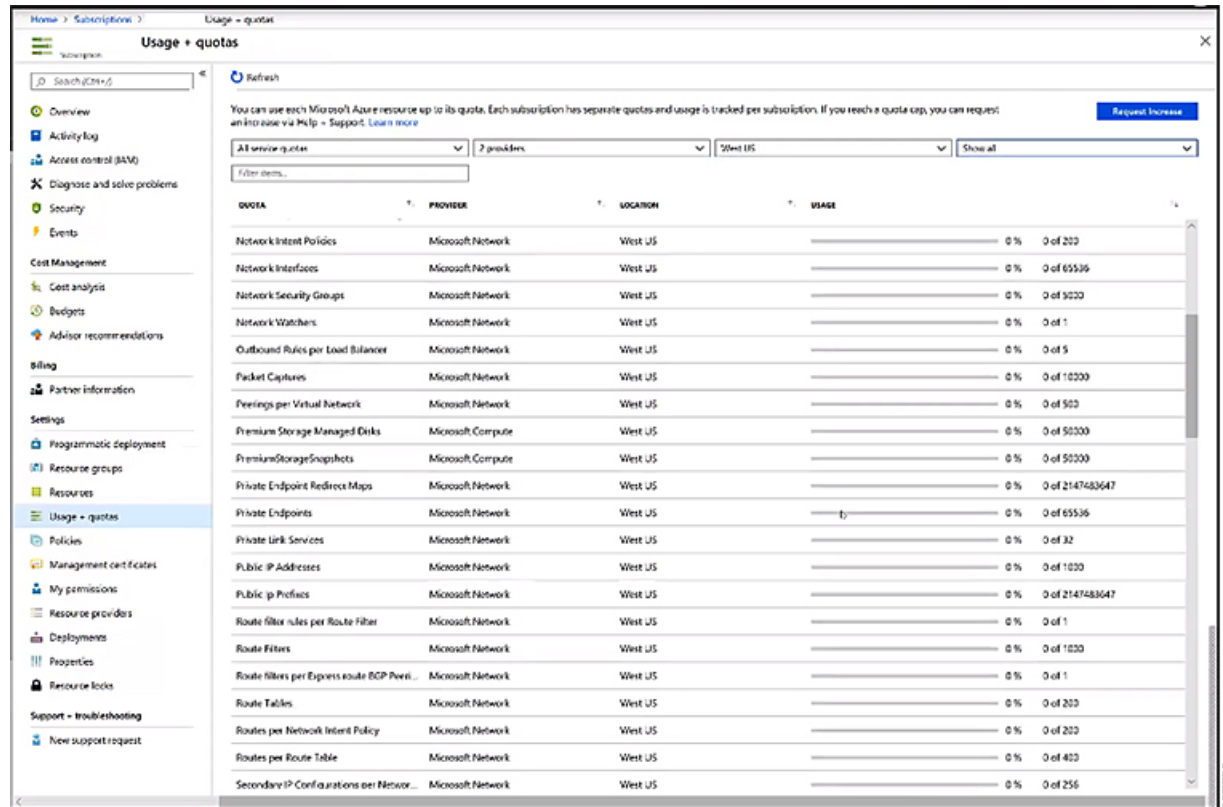 Home > Subscriptions > Usage + quotas
Usage + quotas
Subscription
Search (Ctrl+/)
Overview
Activity log
Access control (IAM)
Diagnose and solve problems
Security
Events
Cost Management
Cost analysis
Budgets
Advisor recommendations
Billing
Partner information
Settings
Programmatic deployment
Resource groups
Resources
Usage + quotas
Policies
Management certificates
My permissions
Resource providers
Deployments
Properties
Resource locks
Support + troubleshooting
New support request
Refresh
You can use each Microsoft Azure resource up to its quota. Each subscription has separate quotas and usage is tracked per subscription. If you reach a quota cap, you can request
an increase via Help + Support. Learn more
Request Increase
All service quotas 2 providers West US Show all
Filter items...
QUOTA PROVIDER LOCATION USAGE
Network Intent Policies Microsoft.Network West US 0 % 0 of 200
Network Interfaces Microsoft.Network West US 0 % 0 of 65536
Network Security Groups Microsoft.Network West US 0 % 0 of 5000
Network Watchers Microsoft.Network West US 0 % 0 of 1
Outbound Rules per Load Balancer Microsoft.Network West US 0 % 0 of 5
Packet Captures Microsoft.Network West US 0 % 0 of 10000
Peerings per Virtual Network Microsoft.Network West US 0 % 0 of 500
Premium Storage Managed Disks Microsoft.Compute West US 0 % 0 of 50000
PremiumStorageSnapshots Microsoft.Compute West US 0 % 0 of 50000
Private Endpoint Redirect Maps Microsoft.Network West US 0 % 0 of 2147483647
Private Endpoints Microsoft.Network West US 0 % 0 of 65536
Private Link Services Microsoft.Network West US 0 % 0 of 32
Public IP Addresses Microsoft.Network West US 0 % 0 of 1000
Public Ip Prefixes Microsoft.Network West US 0 % 0 of 2147483647
Route filter rules per Route Filter Microsoft.Network West US 0 % 0 of 1
Route Filters Microsoft.Network West US 0 % 0 of 1000
Route filters per Express route BGP Peeri... Microsoft.Network West US 0 % 0 of 1
Route Tables Microsoft.Network West US 0 % 0 of 200
Routes per Network Intent Policy Microsoft.Network West US 0 % 0 of 200
Routes per Route Table Microsoft.Network West US 0 % 0 of 400
Secondary IP Configurations per Networ... Microsoft.Network West US 0 % 0 of 256